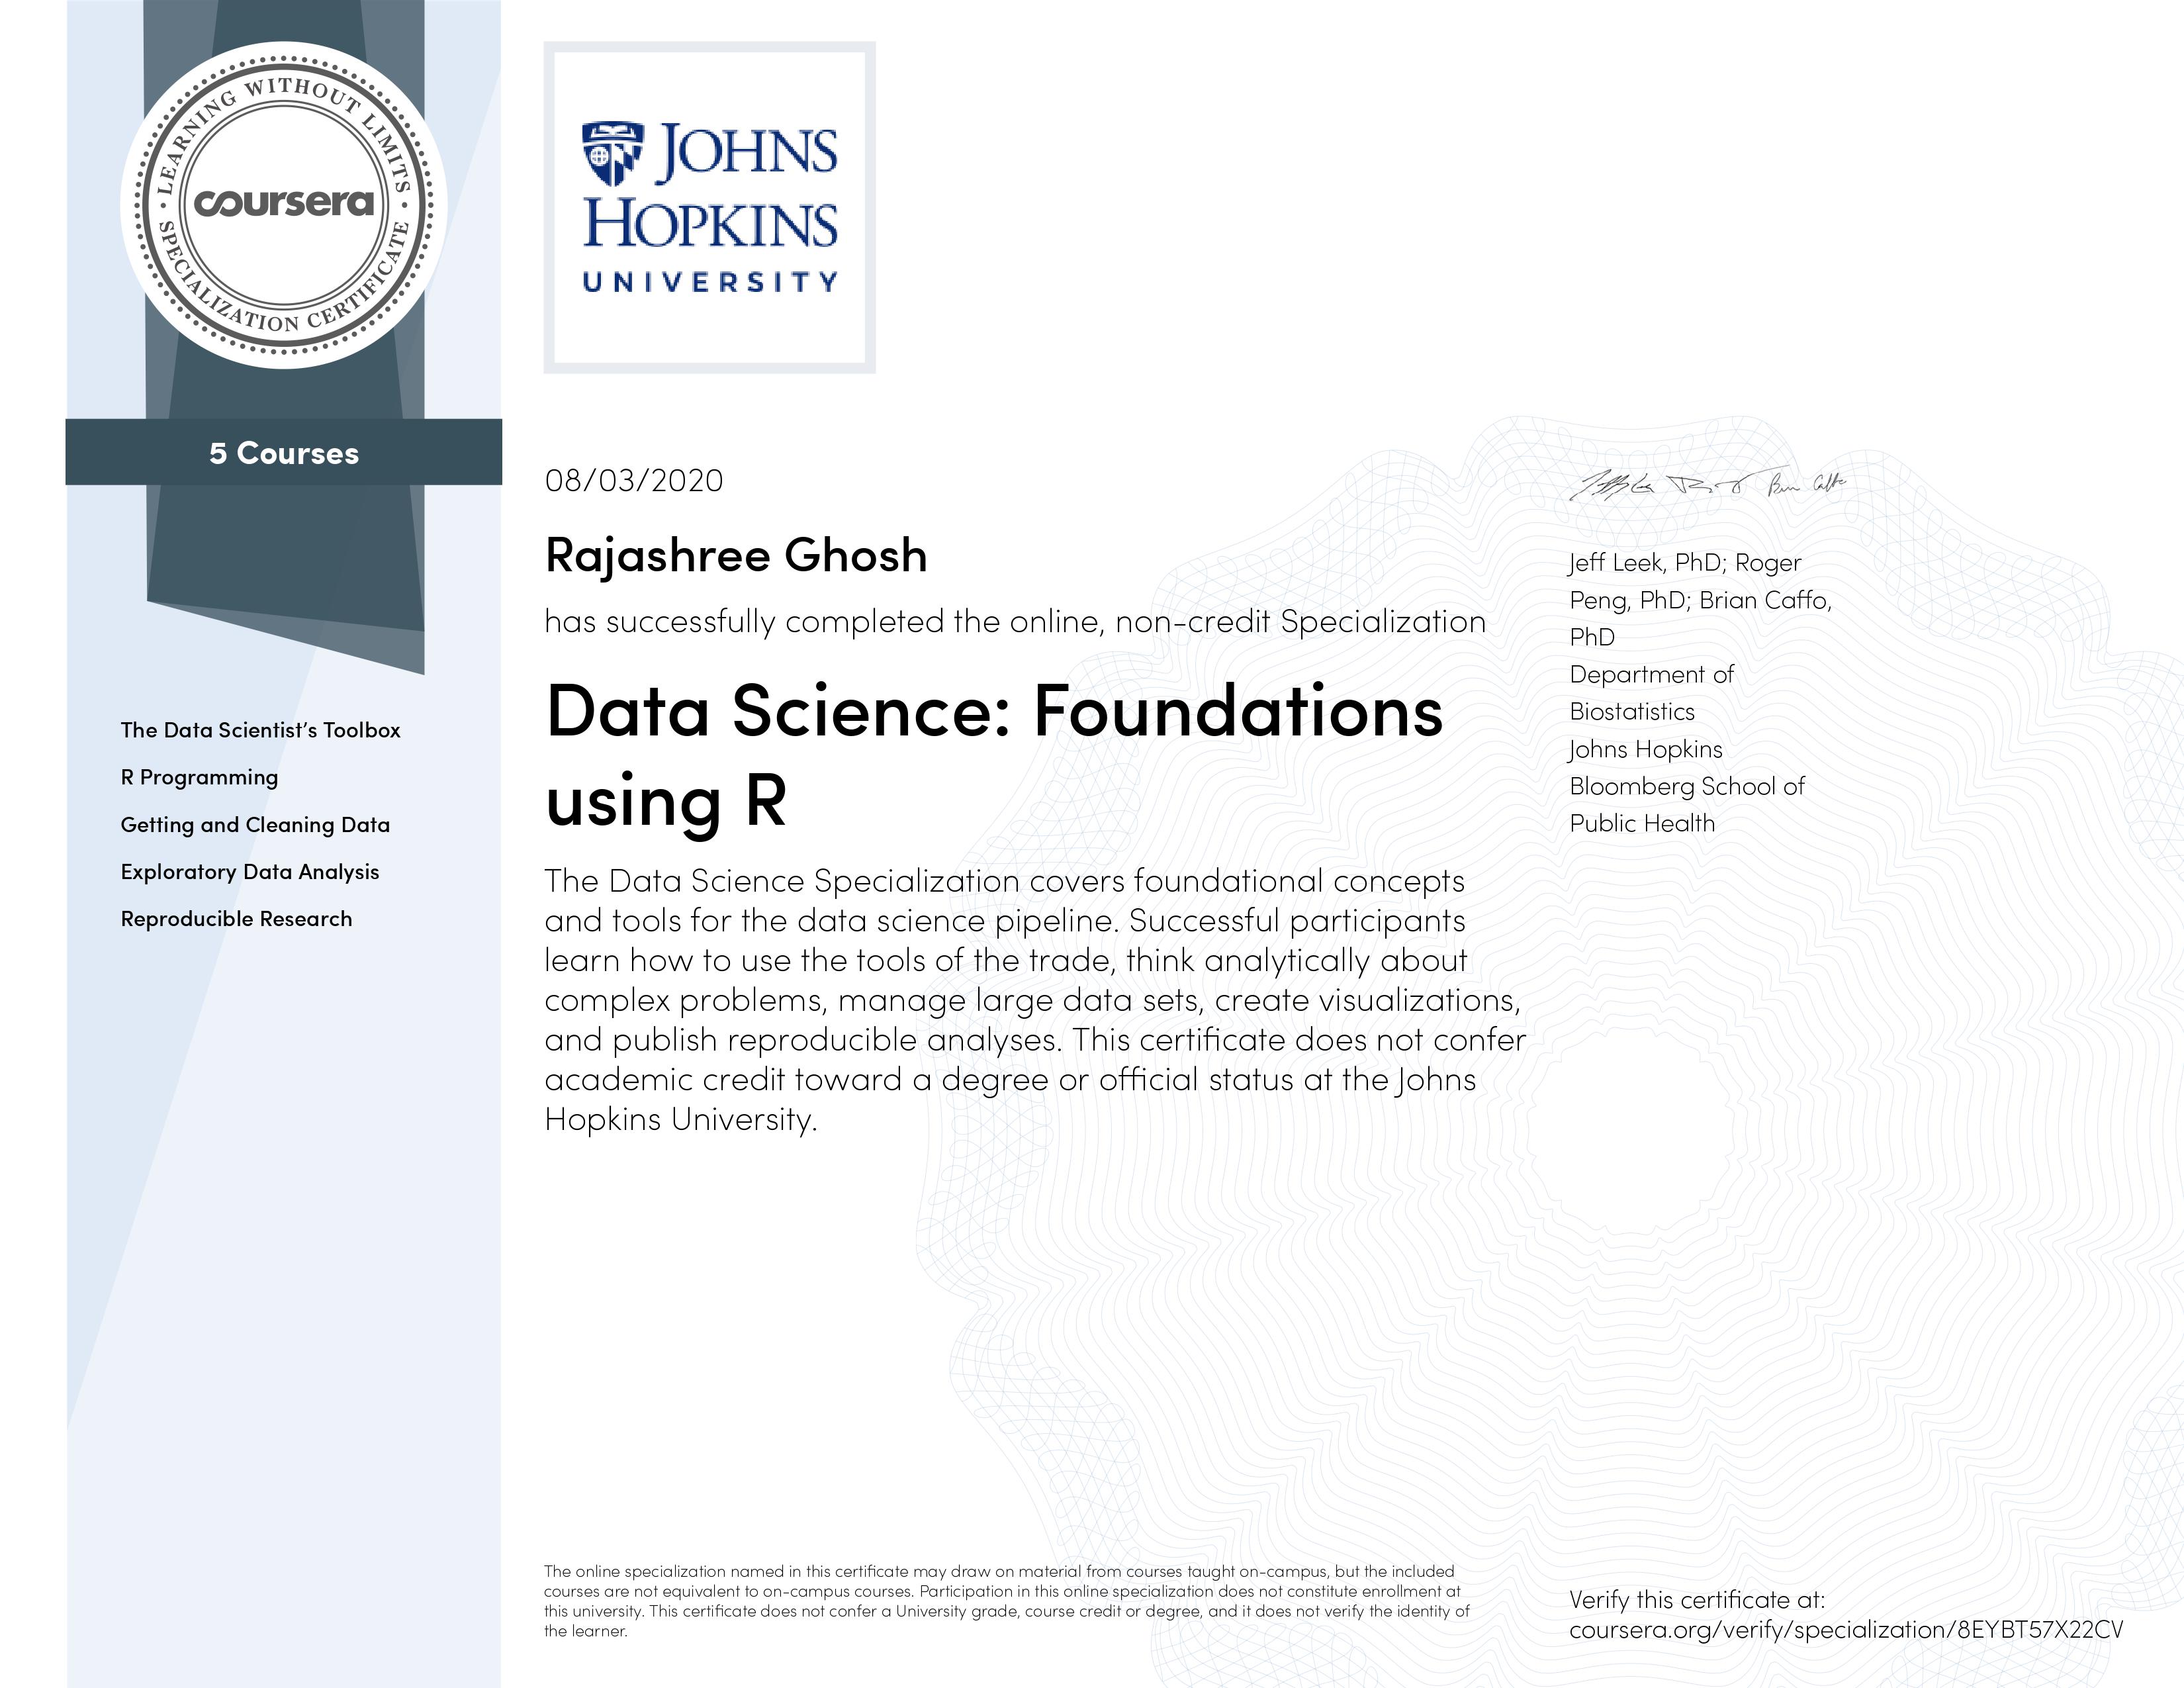 · LEARNING WITHOUT LIMITS ·
coursera
SPECIALIZATION CERTIFICATE
5 Courses
The Data Scientist’s Toolbox
R Programming
Getting and Cleaning Data
Exploratory Data Analysis
Reproducible Research
JOHNS
HOPKINS
UNIVERSITY
08/03/2020
Rajashree Ghosh
has successfully completed the online, non-credit Specialization
Data Science: Foundations
using R
The Data Science Specialization covers foundational concepts
and tools for the data science pipeline. Successful participants
learn how to use the tools of the trade, think analytically about
complex problems, manage large data sets, create visualizations,
and publish reproducible analyses. This certificate does not confer
academic credit toward a degree or official status at the Johns
Hopkins University.
Jeff Leek, PhD; Roger
Peng, PhD; Brian Caffo,
PhD
Department of
Biostatistics
Johns Hopkins
Bloomberg School of
Public Health
The online specialization named in this certificate may draw on material from courses taught on-campus, but the included
courses are not equivalent to on-campus courses. Participation in this online specialization does not constitute enrollment at
this university. This certificate does not confer a University grade, course credit or degree, and it does not verify the identity of
the learner.
Verify this certificate at:
coursera.org/verify/specialization/8EYBT57X22CV